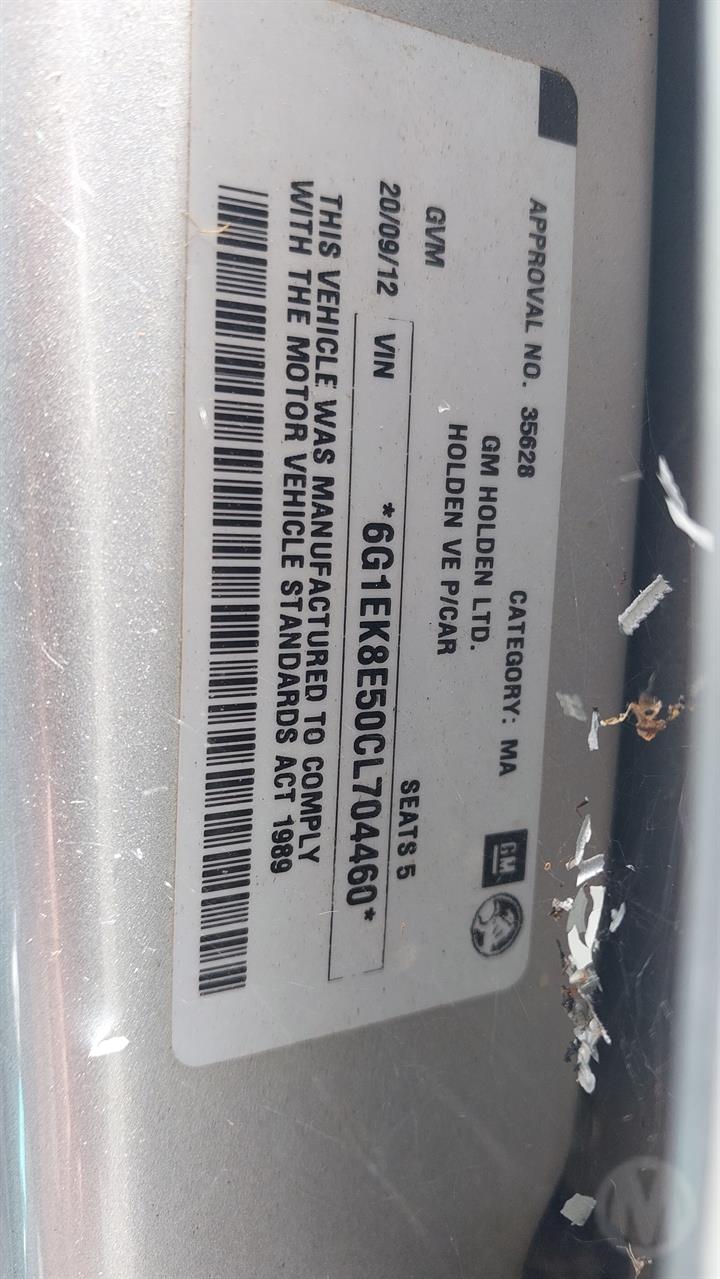 APPROVAL NO. 35628 CATEGORY: MA
GM HOLDEN LTD. GM
HOLDEN VE P/CAR
GVM SEATS 5
20/09/12 VIN *6G1EK8E50CL704460*
THIS VEHICLE WAS MANUFACTURED TO COMPLY
WITH THE MOTOR VEHICLE STANDARDS ACT 1989
M